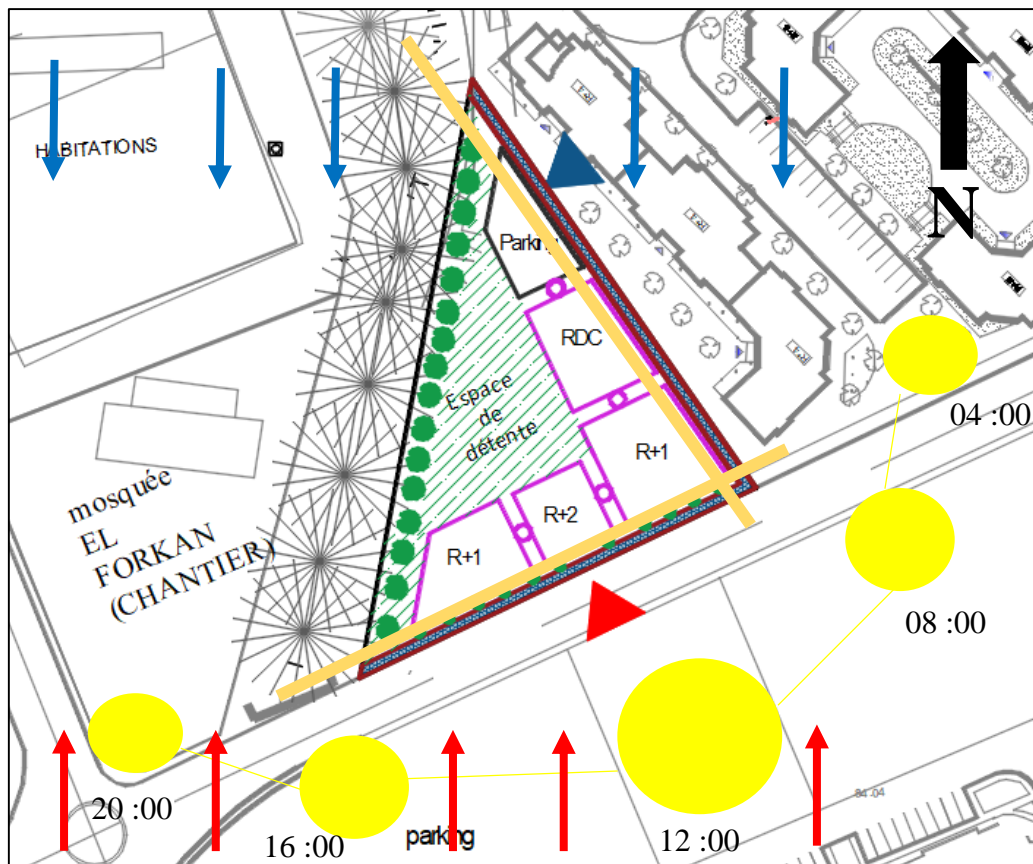 N
HABITATIONS
Parking
RDC
Espace
de
détente
R+1
R+2
R+1
mosquée
EL
FORKAN
(CHANTIER)
04 :00
08 :00
12 :00
16 :00
20 :00
parking